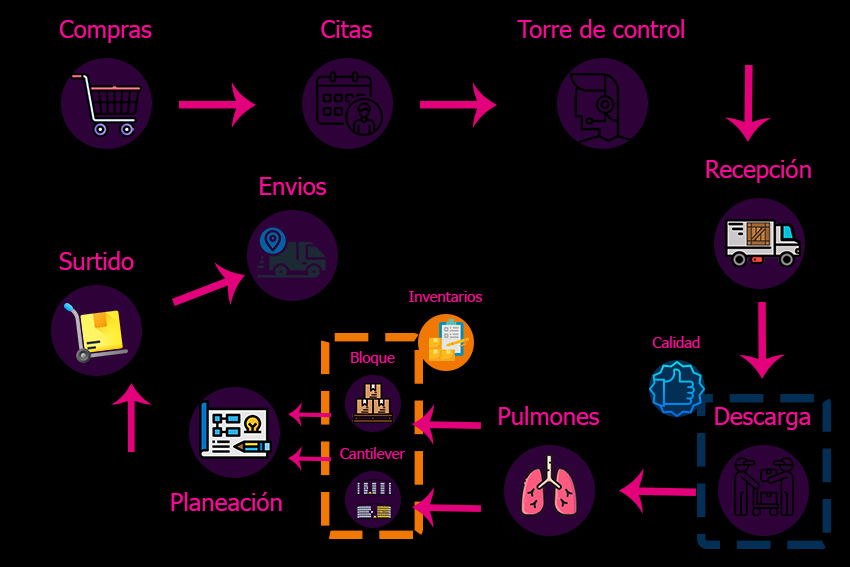 Compras
Citas
Torre de control
Recepción
Envios
Surtido
Inventarios
Calidad
Bloque
Descarga
Pulmones
Cantilever
Planeación